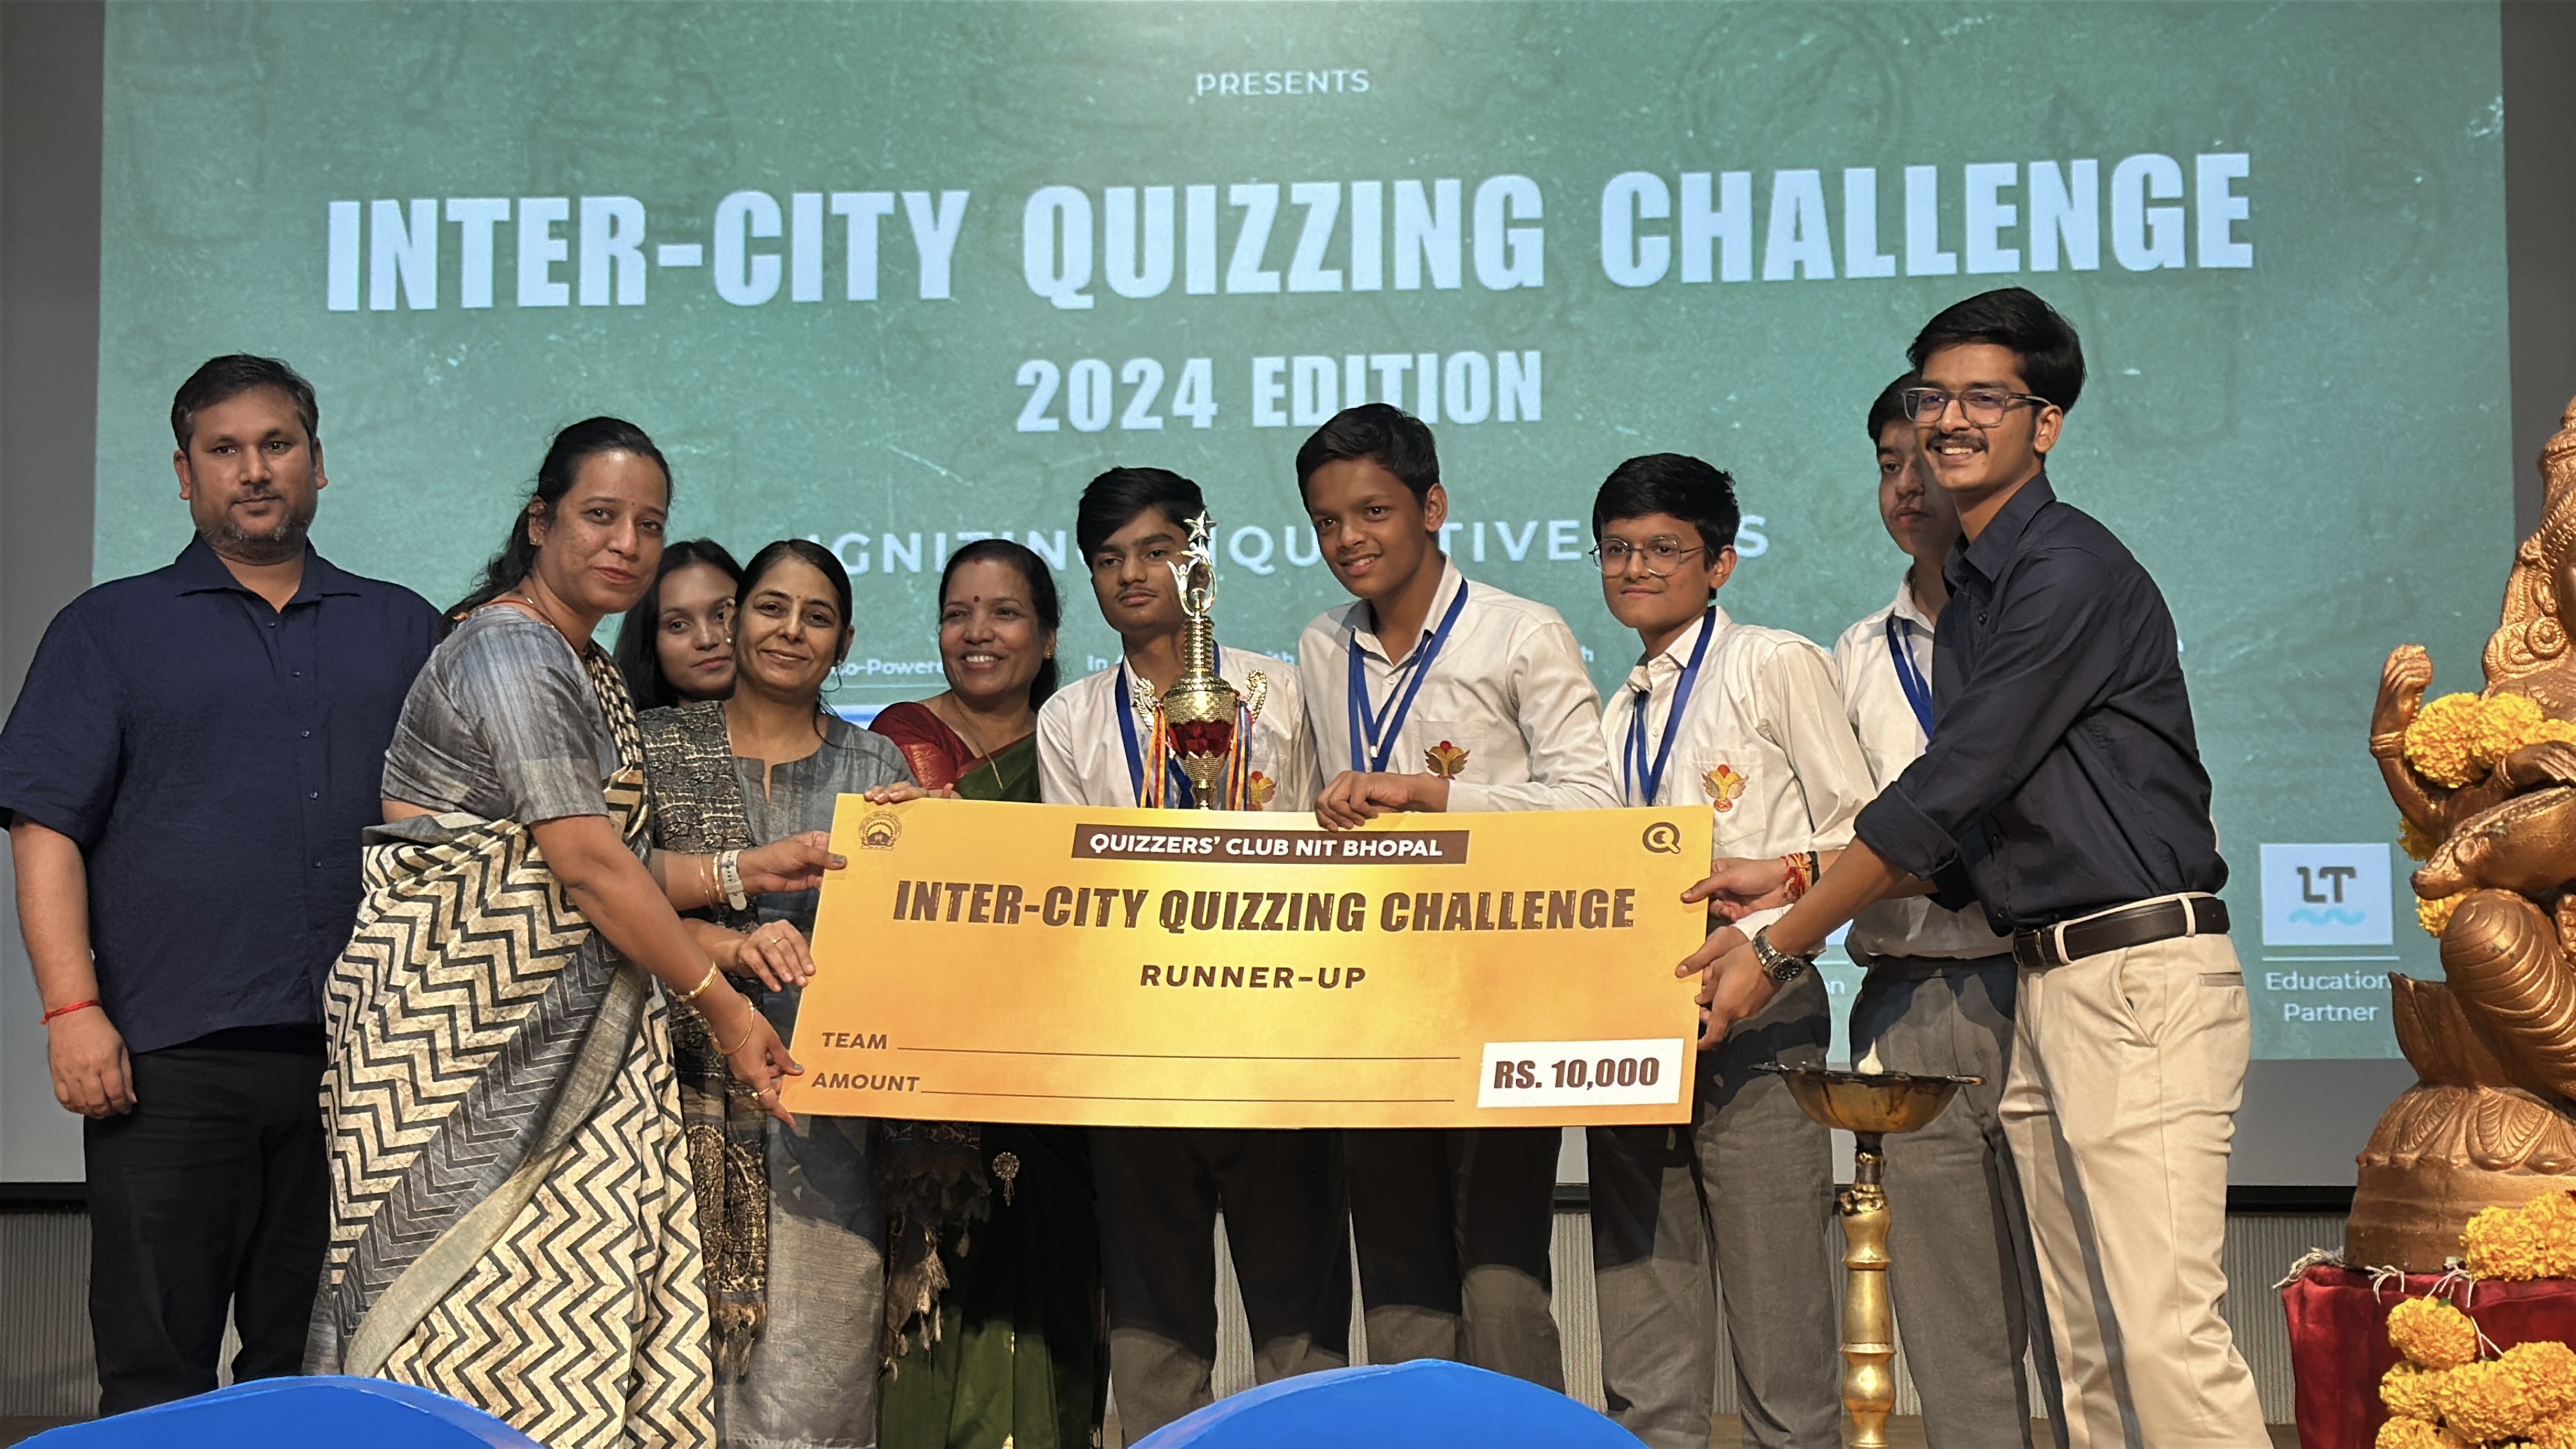 PRESENTS
INTER-CITY QUIZZING CHALLENGE
2024 EDITION
QUIZZERS' CLUB NIT BHOPAL
INTER-CITY QUIZZING CHALLENGE
RUNNER-UP
TEAM
AMOUNT
RS. 10,000
LT
Education
Partner